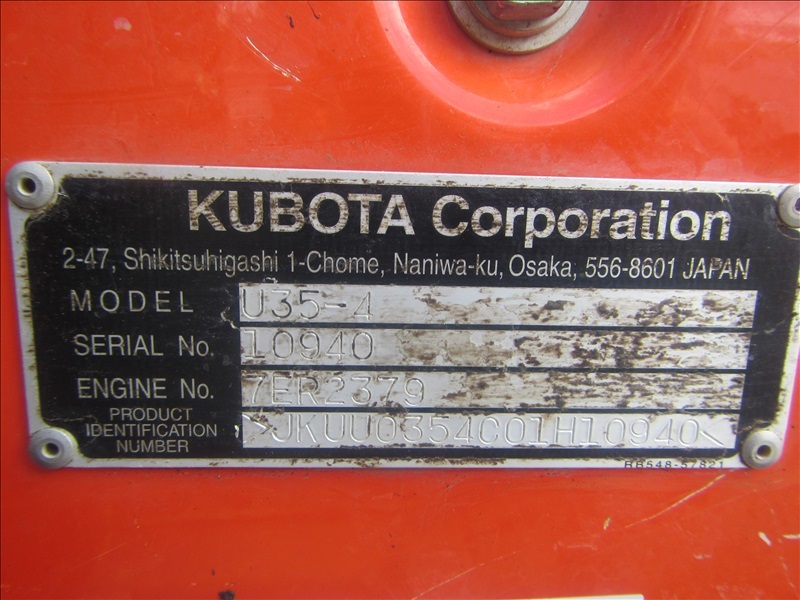 KUBOTA Corporation
2-47, Shikitsuhigashi 1-Chome, Naniwa-ku, Osaka, 556-8601 JAPAN
MODEL U35-4
SERIAL No. 10940
ENGINE No. 7ER2379
PRODUCT IDENTIFICATION NUMBER >JKUU0354C01H10940<
RB548-57821